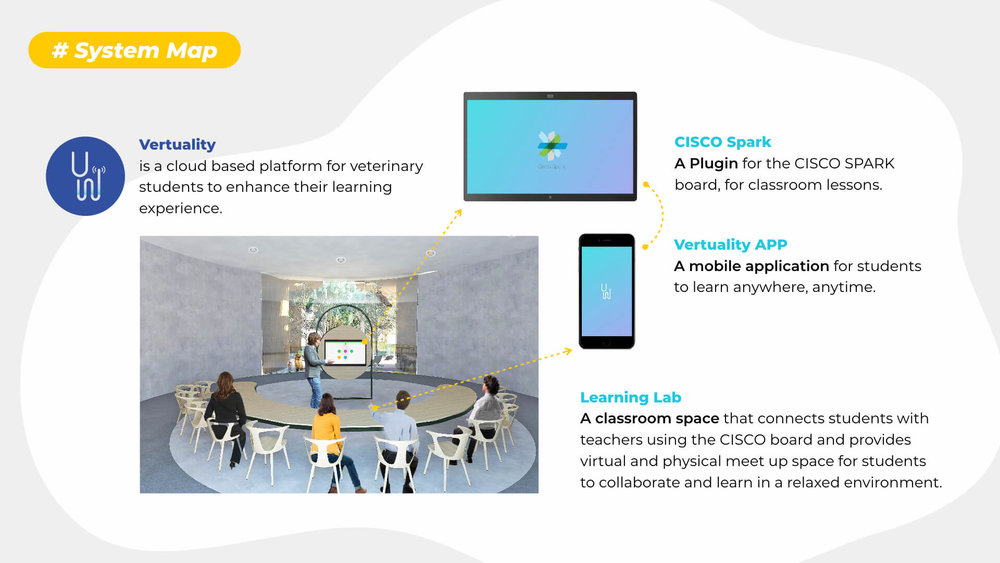 # System Map
Vertuality
is a cloud based platform for veterinary
students to enhance their learning
experience.
Cisco Spark
CISCO Spark
A Plugin for the CISCO SPARK
board, for classroom lessons.
Vertuality APP
A mobile application for students
to learn anywhere, anytime.
Learning Lab
A classroom space that connects students with
teachers using the CISCO board and provides
virtual and physical meet up space for students
to collaborate and learn in a relaxed environment.